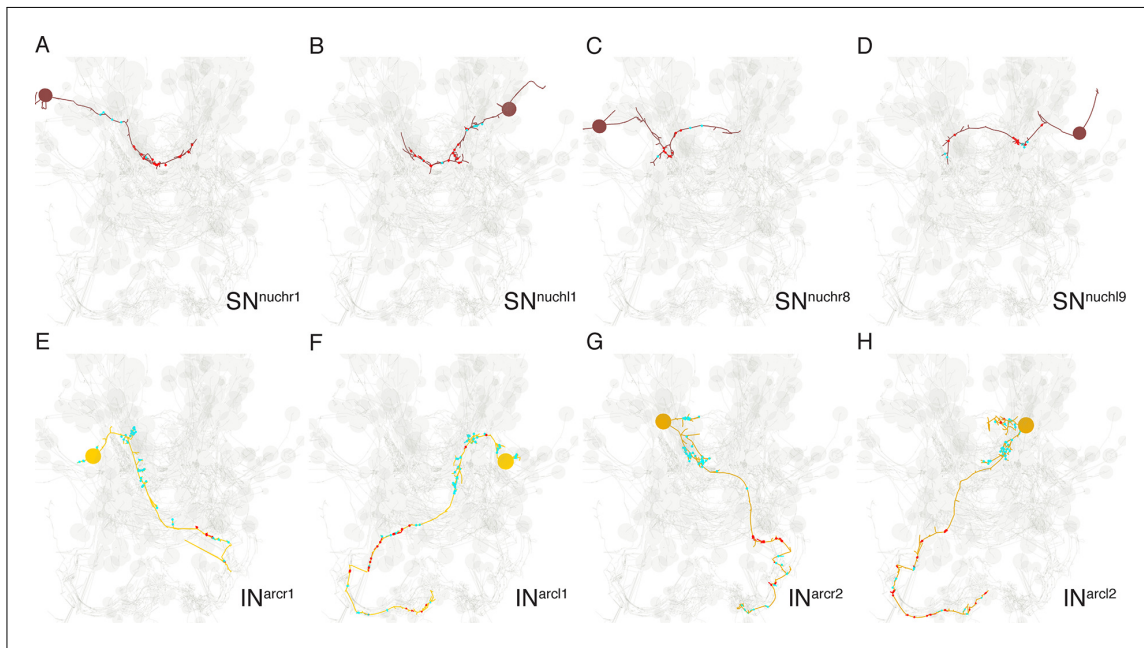 A B C D
SNnuchr1 SNnuchl1 SNnuchr8 SNnuchl9
E F G H
INarcr1 INarcl1 INarcr2 INarcl2